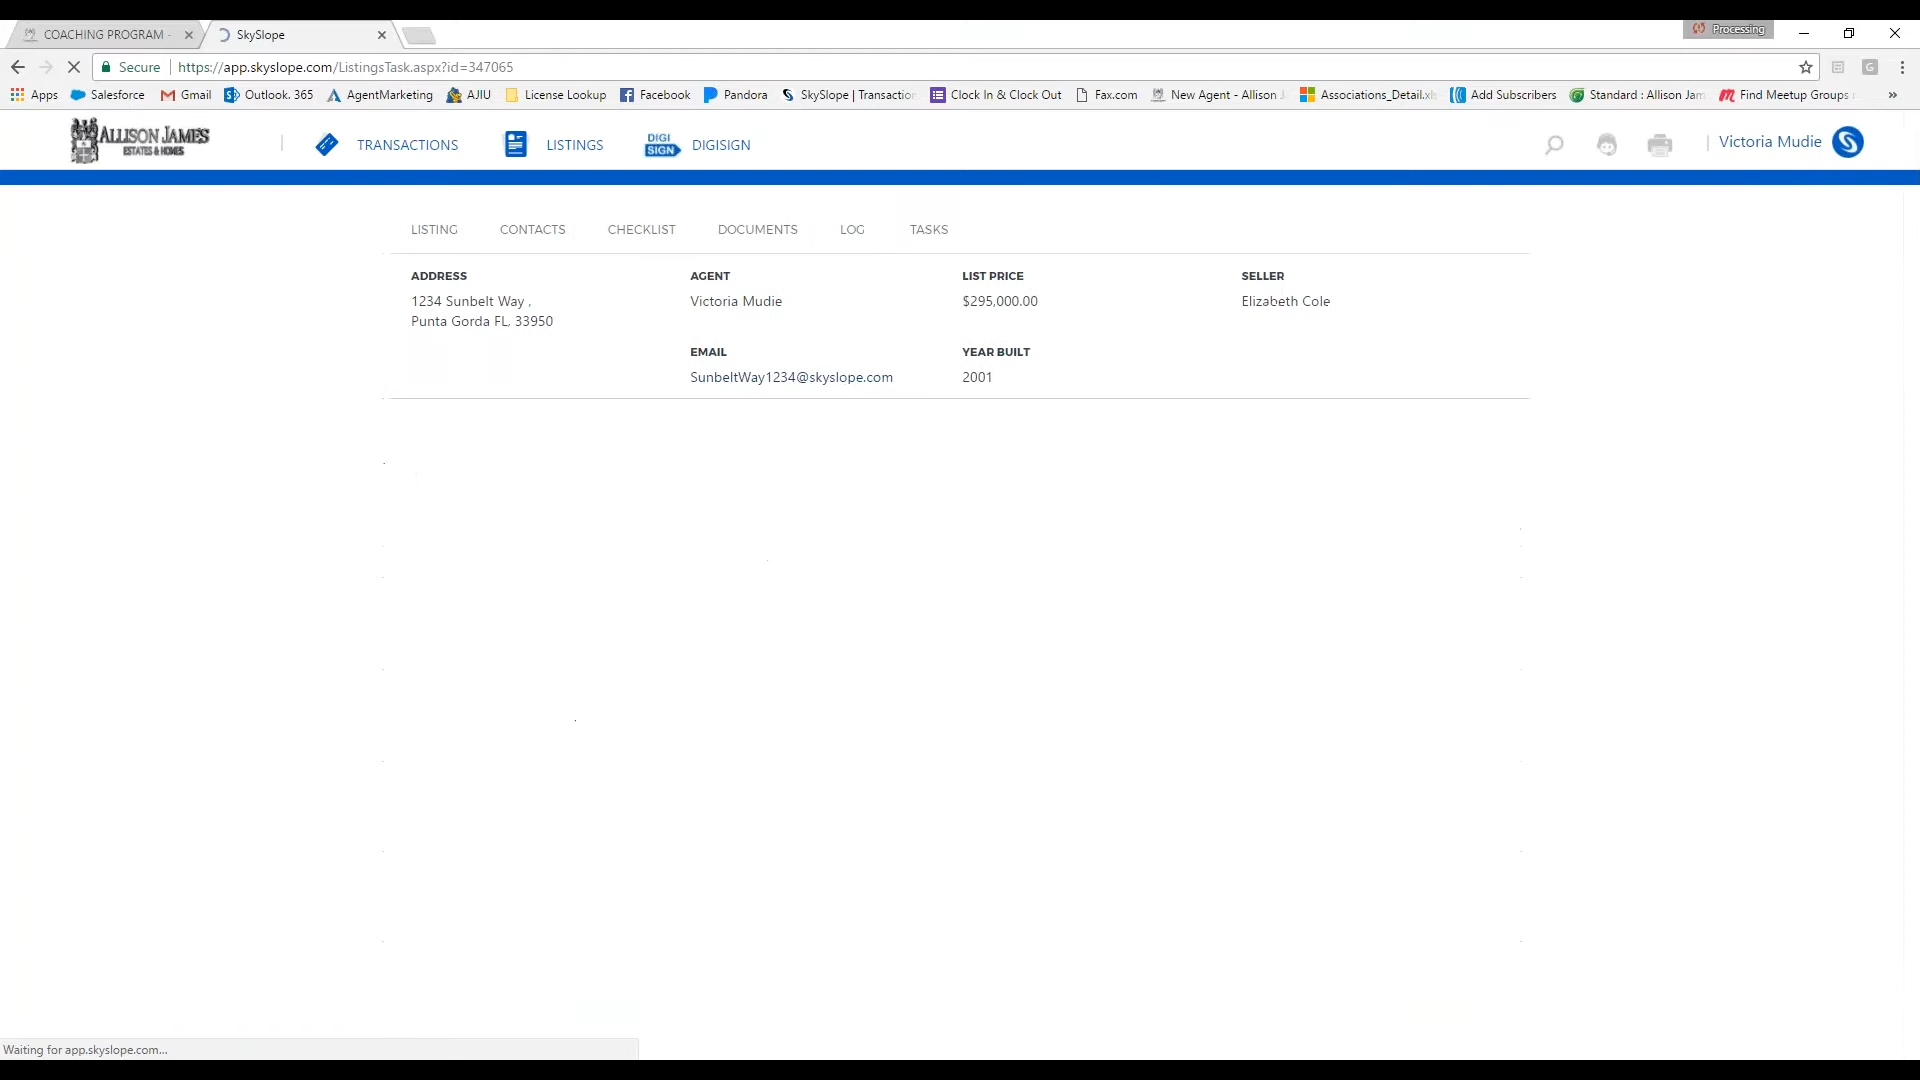 COACHING PROGRAM -
SkySlope
Processing
Secure
https://app.skyslope.com/ListingsTask.aspx?id=347065
G
Apps
Salesforce
Gmail
Outlook. 365
AgentMarketing
AJIU
License Lookup
Facebook
Pandora
SkySlope | Transaction
Clock In & Clock Out
Fax.com
New Agent - Allison J
Associations_Detail.xls
Add Subscribers
Standard : Allison Jam
Find Meetup Groups
»
ALLISON JAMES
ESTATES & HOMES
TRANSACTIONS
LISTINGS
DIGI
SIGN
DIGISIGN
Victoria Mudie
LISTING
CONTACTS
CHECKLIST
DOCUMENTS
LOG
TASKS
ADDRESS
1234 Sunbelt Way ,
Punta Gorda FL, 33950
AGENT
Victoria Mudie
EMAIL
SunbeltWay1234@skyslope.com
LIST PRICE
$295,000.00
YEAR BUILT
2001
SELLER
Elizabeth Cole
Waiting for app.skyslope.com...